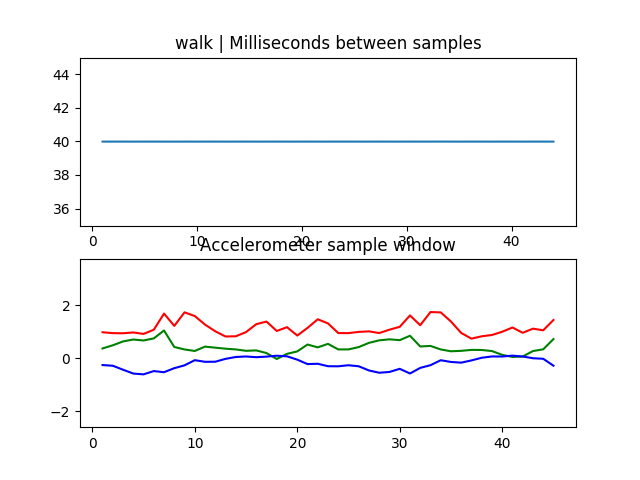 walk | Milliseconds between samples
44
42
40
38
36
0 10 20 30 40
Accelerometer sample window
2
0
−2
0 10 20 30 40